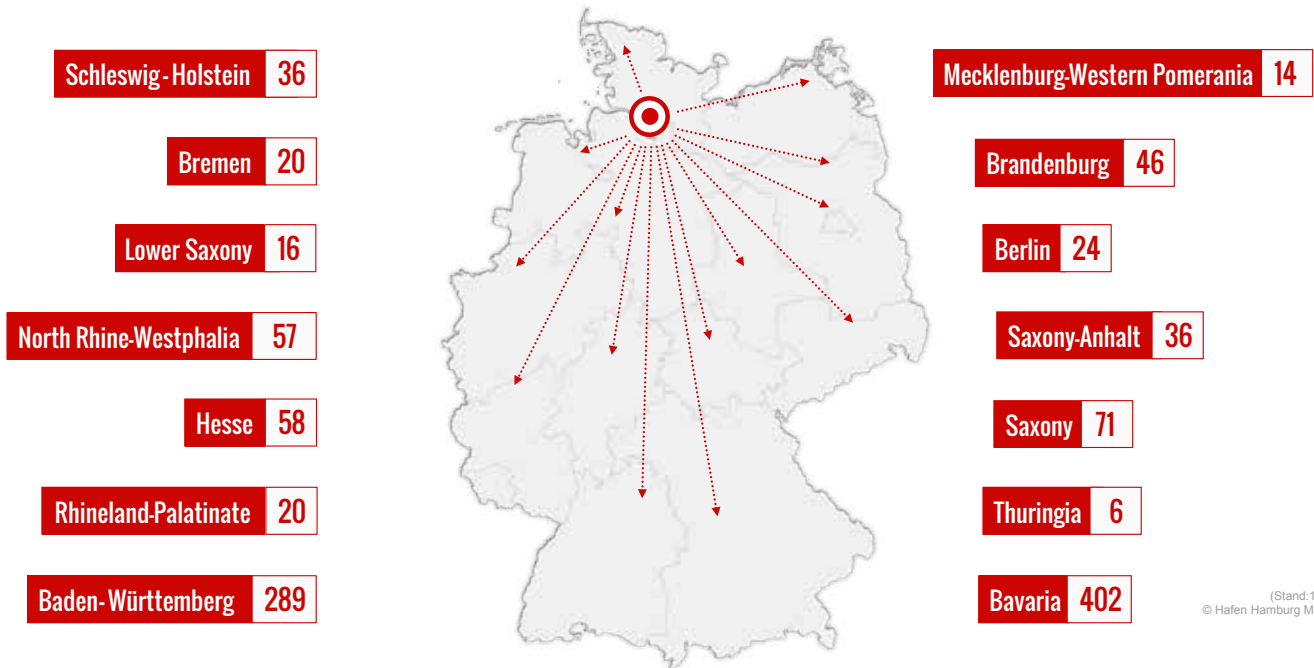 Schleswig-Holstein 36
Bremen 20
Lower Saxony 16
North Rhine-Westphalia 57
Hesse 58
Rhineland-Palatinate 20
Baden-Württemberg 289
Mecklenburg-Western Pomerania 14
Brandenburg 46
Berlin 24
Saxony-Anhalt 36
Saxony 71
Thuringia 6
Bavaria 402
(Stand:1
© Hafen Hamburg M